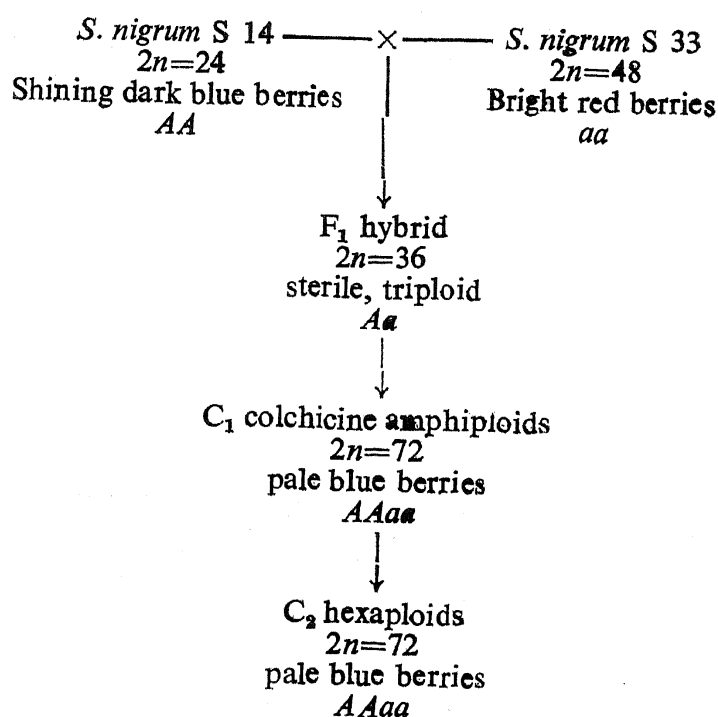 S. nigrum S 14 × S. nigrum S 33
2n=24 2n=48
Shining dark blue berries Bright red berries
AA aa
F₁ hybrid
2n=36
sterile, triploid
Aa
C₁ colchicine amphiploids
2n=72
pale blue berries
AAaa
C₂ hexaploids
2n=72
pale blue berries
AAaa